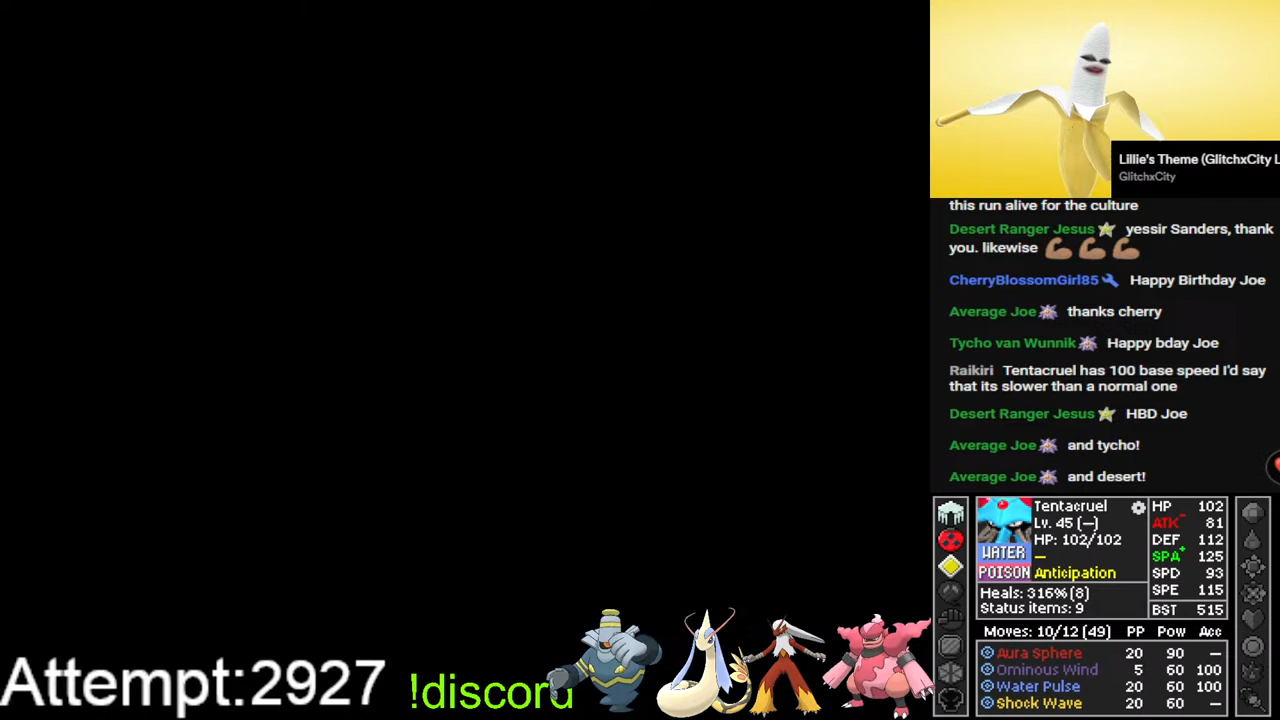 Lillie's Theme (GlitchxCity L
GlitchxCity
this run alive for the culture
Desert Ranger Jesus yessir Sanders, thank
you. likewise
CherryBlossomGirl85 Happy Birthday Joe
Average Joe thanks cherry
Tycho van Wunnik Happy bday Joe
Raikiri Tentacruel has 100 base speed I'd say
that its slower than a normal one
Desert Ranger Jesus HBD Joe
Average Joe and tycho!
Average Joe and desert!
Tentacruel
Lv. 45 (—)
HP: 102/102
—
Anticipation
WATER
POISON
Heals: 316% (8)
Status items: 9
HP 102
ATK 81
DEF 112
SPA 125
SPD 93
SPE 115
BST 515
Moves: 10/12 (49) PP Pow Acc
Aura Sphere 20 90 —
Ominous Wind 5 60 100
Water Pulse 20 60 100
Shock Wave 20 60 —
Attempt:2927
!discord